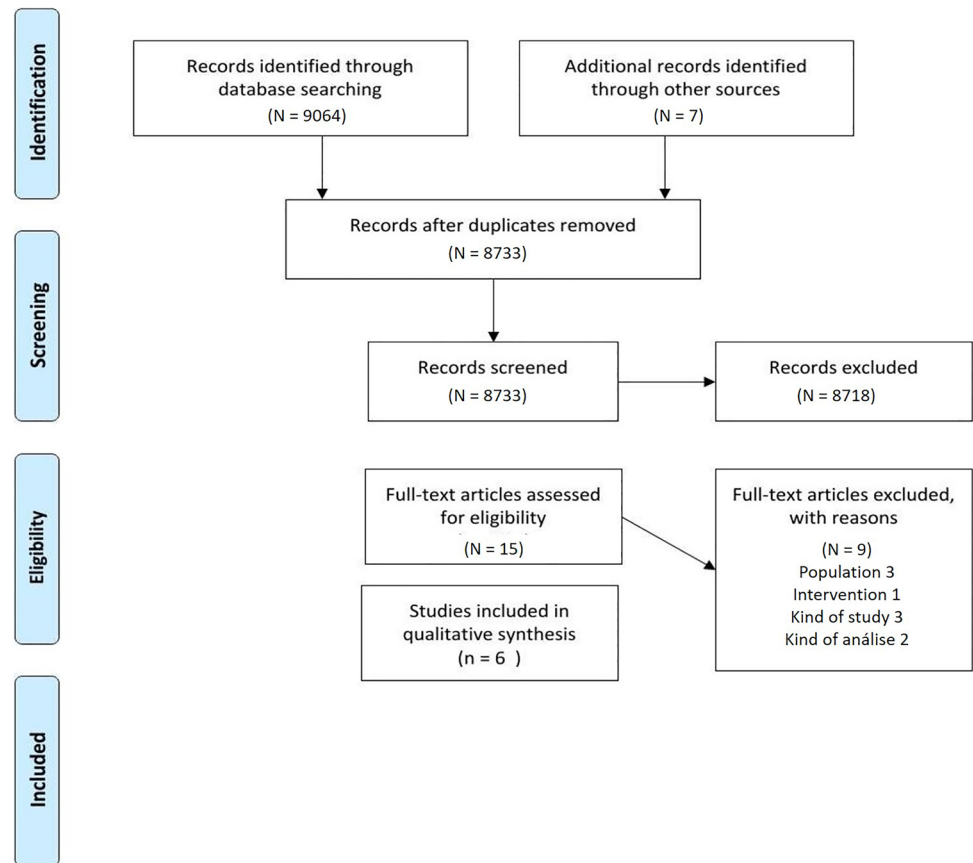 Identification
Records identified through
database searching
(N = 9064)
Additional records identified
through other sources
(N = 7)
Records after duplicates removed
(N = 8733)
Screening
Records screened
(N = 8733)
Records excluded
(N = 8718)
Eligibility
Full-text articles assessed
for eligibility
(N = 15)
Full-text articles excluded,
with reasons
(N = 9)
Population 3
Intervention 1
Kind of study 3
Kind of análise 2
Studies included in
qualitative synthesis
(n = 6  )
Included